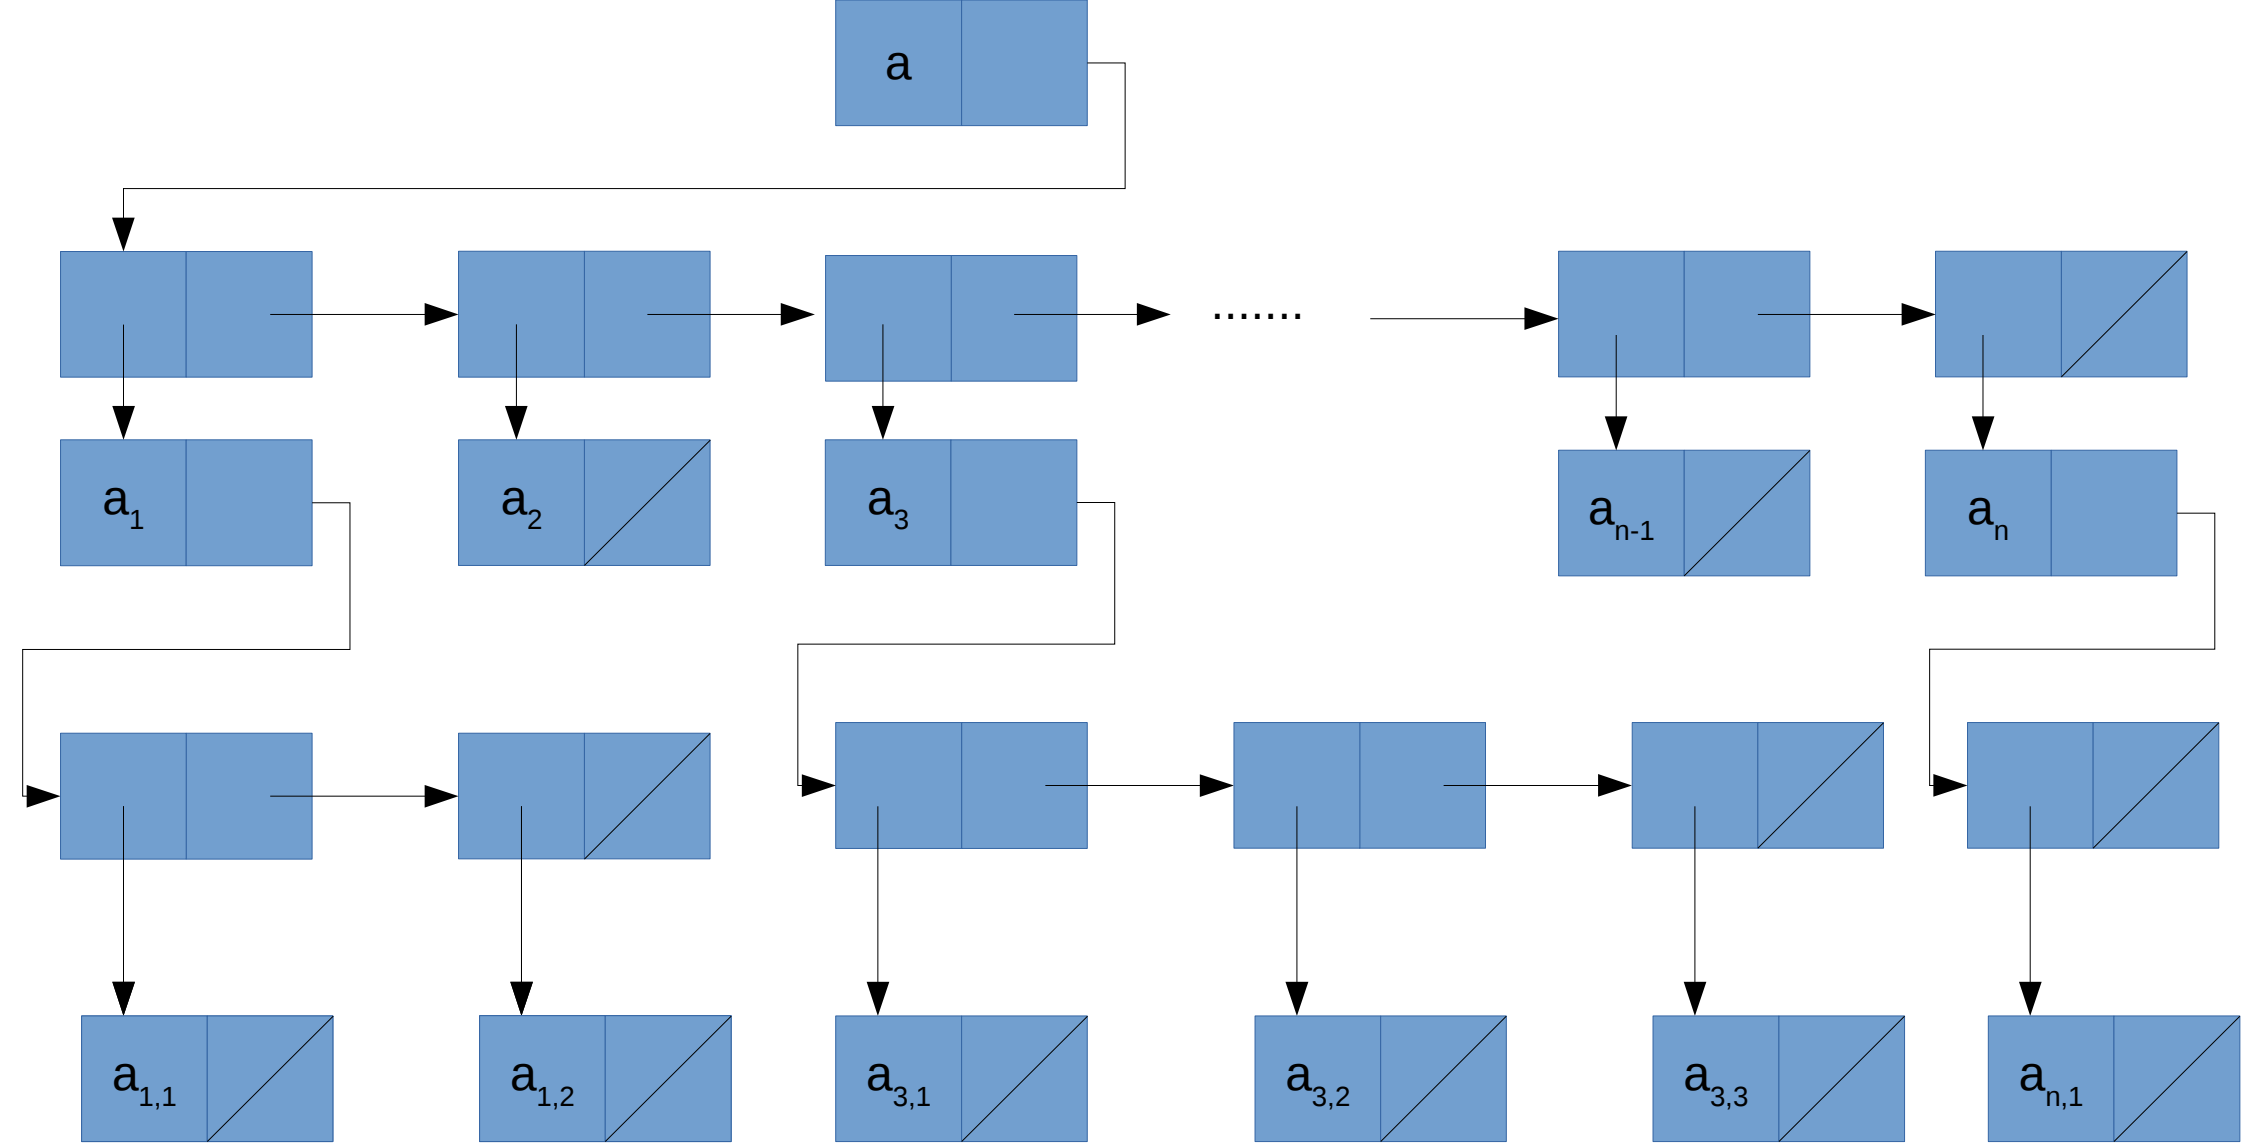 a
.......
a1 a2 a3 an-1 an
a1,1 a1,2 a3,1 a3,2 a3,3 an,1